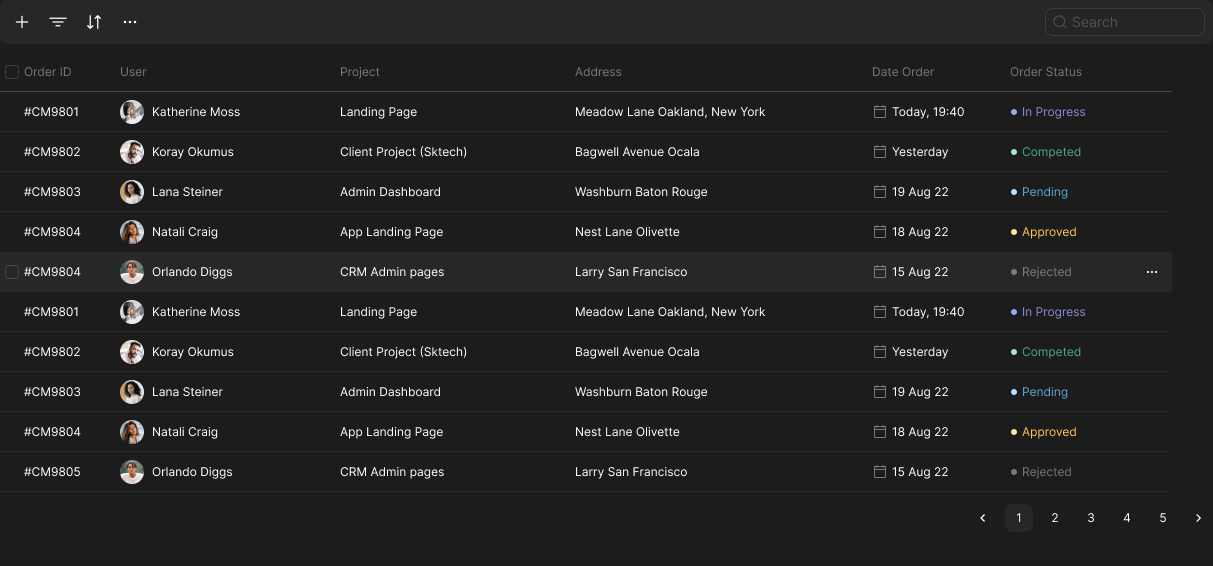 Search
Order ID User Project Address Date Order Order Status
#CM9801 Katherine Moss Landing Page Meadow Lane Oakland, New York Today, 19:40 In Progress
#CM9802 Koray Okumus Client Project (Sktech) Bagwell Avenue Ocala Yesterday Competed
#CM9803 Lana Steiner Admin Dashboard Washburn Baton Rouge 19 Aug 22 Pending
#CM9804 Natali Craig App Landing Page Nest Lane Olivette 18 Aug 22 Approved
#CM9804 Orlando Diggs CRM Admin pages Larry San Francisco 15 Aug 22 Rejected
#CM9801 Katherine Moss Landing Page Meadow Lane Oakland, New York Today, 19:40 In Progress
#CM9802 Koray Okumus Client Project (Sktech) Bagwell Avenue Ocala Yesterday Competed
#CM9803 Lana Steiner Admin Dashboard Washburn Baton Rouge 19 Aug 22 Pending
#CM9804 Natali Craig App Landing Page Nest Lane Olivette 18 Aug 22 Approved
#CM9805 Orlando Diggs CRM Admin pages Larry San Francisco 15 Aug 22 Rejected
1 2 3 4 5